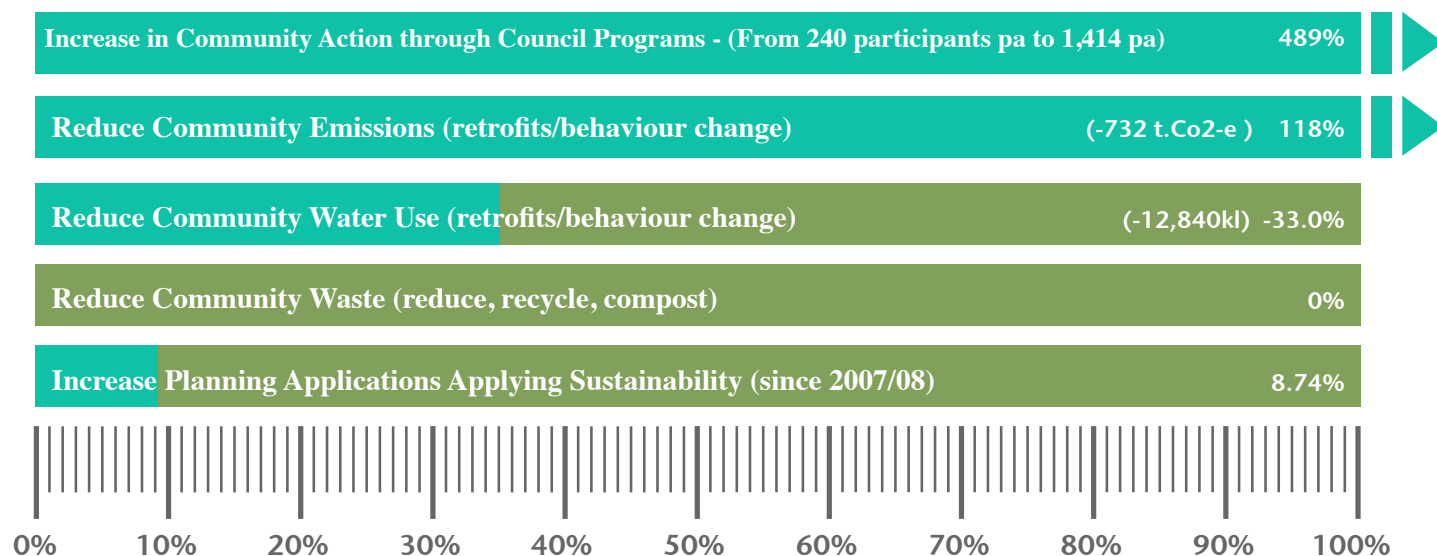 Increase in Community Action through Council Programs - (From 240 participants pa to 1,414 pa) 489%
Reduce Community Emissions (retrofits/behaviour change) (-732 t.Co2-e ) 118%
Reduce Community Water Use (retrofits/behaviour change) (-12,840kl) -33.0%
Reduce Community Waste (reduce, recycle, compost) 0%
Increase Planning Applications Applying Sustainability (since 2007/08) 8.74%
0% 10% 20% 30% 40% 50% 60% 70% 80% 90% 100%